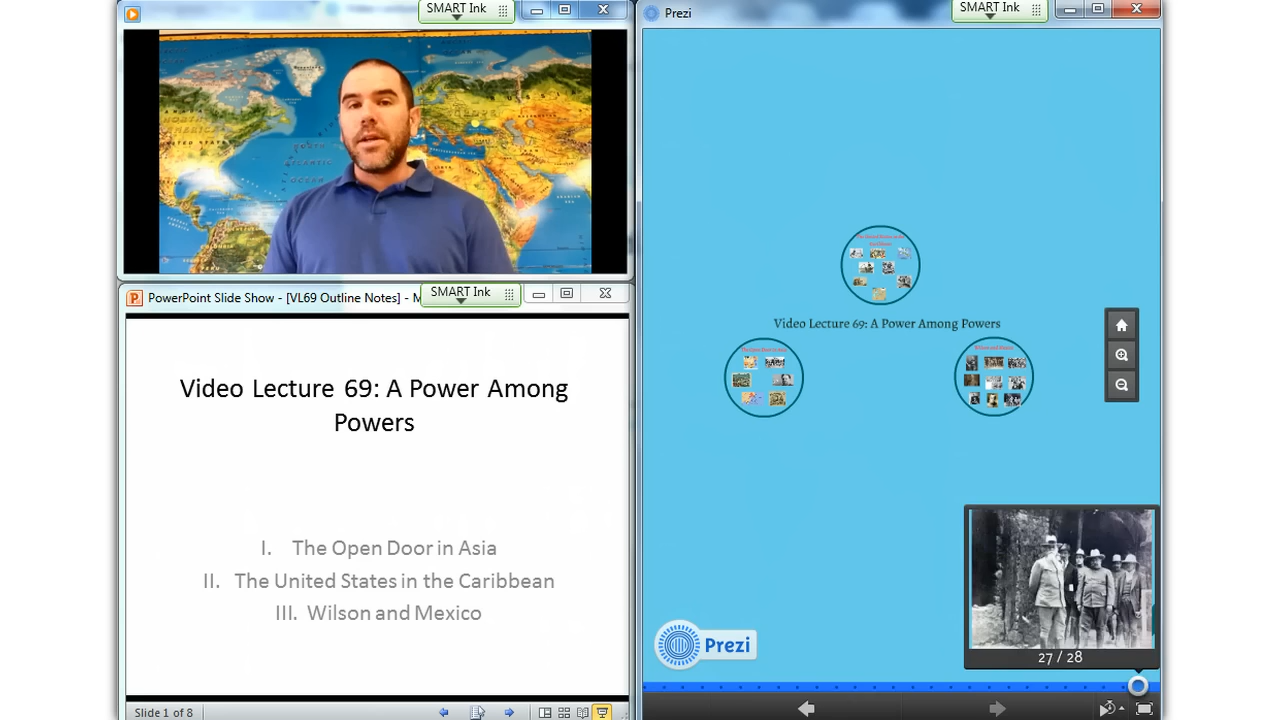 SMART Ink
PowerPoint Slide Show - [VL69 Outline Notes] - M
SMART Ink
Video Lecture 69: A Power Among
Powers
I. The Open Door in Asia
II. The United States in the Caribbean
III. Wilson and Mexico
Slide 1 of 8
Prezi
SMART Ink
Video Lecture 69: A Power Among Powers
Prezi
27 / 28